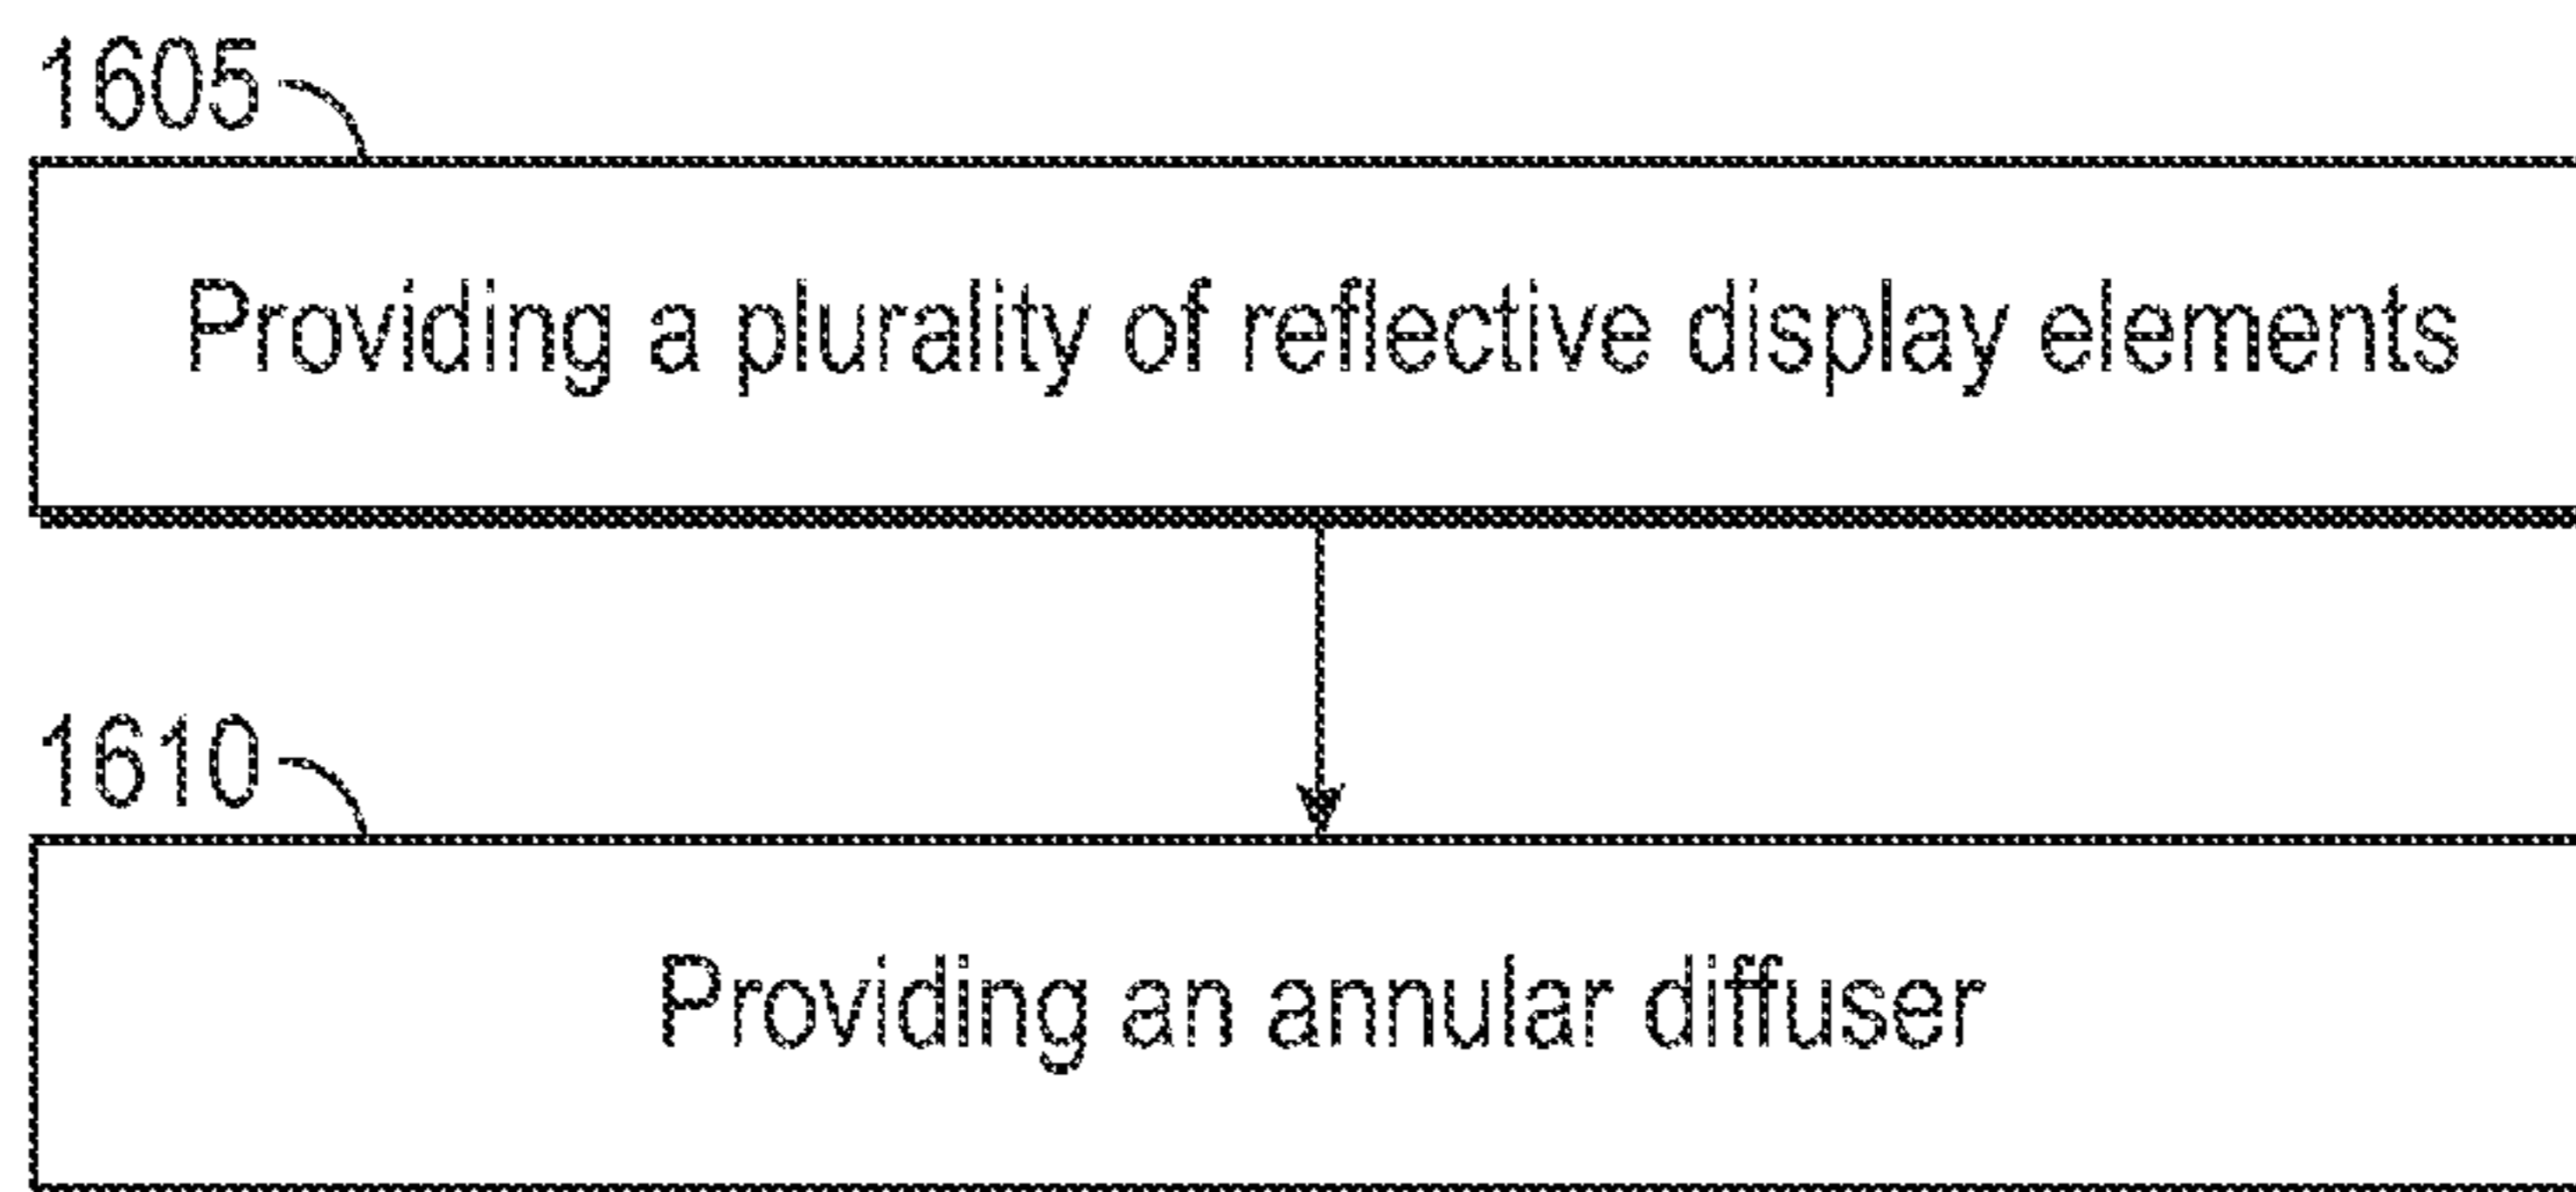 1605
Providing a plurality of reflective display elements
1610
Providing an annular diffuser